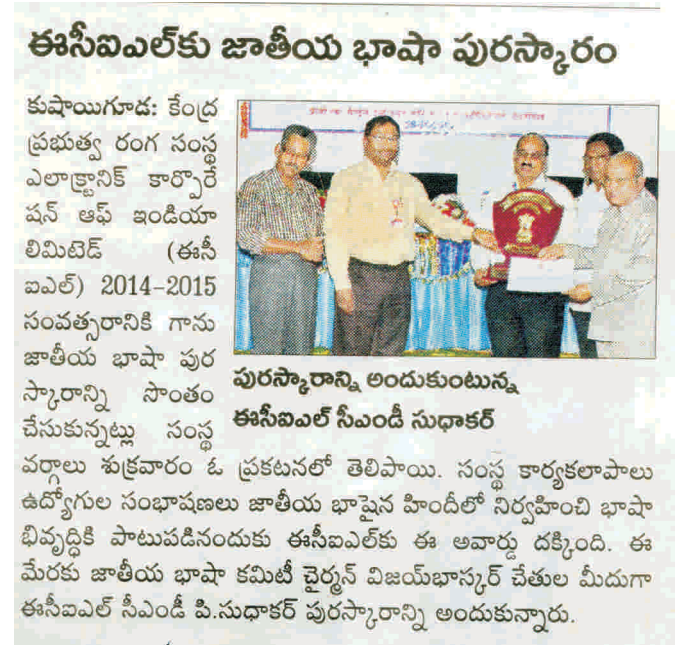 ఈసీఐఎల్‌కు జాతీయ భాషా పురస్కారం
కుషాయిగూడ: కేంద్ర
ప్రభుత్వ రంగ సంస్థ
ఎలక్ట్రానిక్ కార్పొరే
షన్ ఆఫ్ ఇండియా
లిమిటెడ్ (ఈసీ
ఐఎల్) 2014-2015
సంవత్సరానికి గాను
జాతీయ భాషా పుర
స్కారాన్ని సొంతం
చేసుకున్నట్లు సంస్థ
పురస్కారాన్ని అందుకుంటున్న
ఈసీఐఎల్ సీఎండీ సుధాకర్
వర్గాలు శుక్రవారం ఓ ప్రకటనలో తెలిపాయి. సంస్థ కార్యకలాపాలు
ఉద్యోగుల సంభాషణలు జాతీయ భాషైన హిందీలో నిర్వహించి భాషా
భివృద్ధికి పాటుపడినందుకు ఈసీఐఎల్‌కు ఈ అవార్డు దక్కింది. ఈ
మేరకు జాతీయ భాషా కమిటీ చైర్మన్ విజయ్‌భాస్కర్ చేతుల మీదుగా
ఈసీఐఎల్ సీఎండీ పి.సుధాకర్ పురస్కారాన్ని అందుకున్నారు.